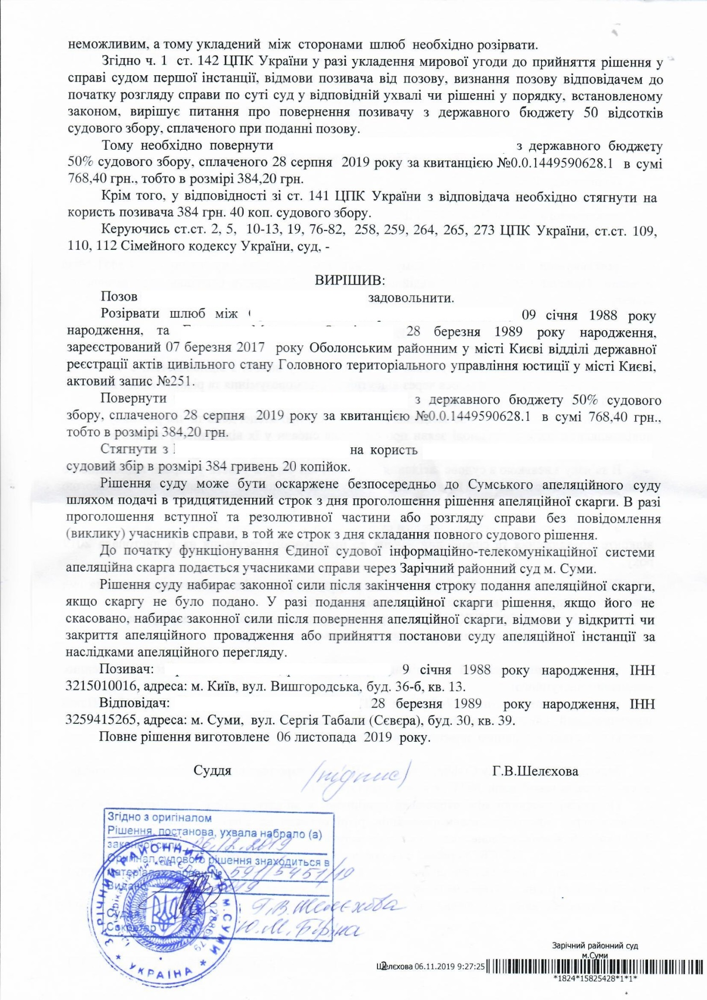 неможливим, а тому укладений між сторонами шлюб необхідно розірвати.
Згідно ч. 1 ст. 142 ЦПК України у разі укладення мирової угоди до прийняття рішення у
справі судом першої інстанції, відмови позивача від позову, визнання позову відповідачем до
початку розгляду справи по суті суд у відповідній ухвалі чи рішенні у порядку, встановленому
законом, вирішує питання про повернення позивачу з державного бюджету 50 відсотків
судового збору, сплаченого при поданні позову.
Тому необхідно повернути з державного бюджету
50% судового збору, сплаченого 28 серпня 2019 року за квитанцією №0.0.1449590628.1 в сумі
768,40 грн., тобто в розмірі 384,20 грн.
Крім того, у відповідності зі ст. 141 ЦПК України з відповідача необхідно стягнути на
користь позивача 384 грн. 40 коп. судового збору.
Керуючись ст.ст. 2, 5, 10-13, 19, 76-82, 258, 259, 264, 265, 273 ЦПК України, ст.ст. 109,
110, 112 Сімейного кодексу України, суд, -
ВИРІШИВ:
Позов задовольнити.
Розірвати шлюб між 09 січня 1988 року
народження, та 28 березня 1989 року народження,
зареєстрований 07 березня 2017 року Оболонським районним у місті Києві відділі державної
реєстрації актів цивільного стану Головного територіального управління юстиції у місті Києві,
актовий запис №251.
Повернути з державного бюджету 50% судового
збору, сплаченого 28 серпня 2019 року за квитанцією №0.0.1449590628.1 в сумі 768,40 грн.,
тобто в розмірі 384,20 грн.
Стягнути з на користь
судовий збір в розмірі 384 гривень 20 копійок.
Рішення суду може бути оскаржене безпосередньо до Сумського апеляційного суду
шляхом подачі в тридцятиденний строк з дня проголошення рішення апеляційної скарги. В разі
проголошення вступної та резолютивної частини або розгляду справи без повідомлення
(виклику) учасників справи, в той же строк з дня складання повного судового рішення.
До початку функціонування Єдиної судової інформаційно-телекомунікаційної системи
апеляційна скарга подається учасниками справи через Зарічний районний суд м. Суми.
Рішення суду набирає законної сили після закінчення строку подання апеляційної скарги,
якщо скаргу не було подано. У разі подання апеляційної скарги рішення, якщо його не
скасовано, набирає законної сили після повернення апеляційної скарги, відмови у відкритті чи
закриття апеляційного провадження або прийняття постанови суду апеляційної інстанції за
наслідками апеляційного перегляду.
Позивач: 9 січня 1988 року народження, ІНН
3215010016, адреса: м. Київ, вул. Вишгородська, буд. 36-б, кв. 13.
Відповідач: 28 березня 1989 року народження, ІНН
3259415265, адреса: м. Суми, вул. Сергія Табали (Сєвєра), буд. 30, кв. 39.
Повне рішення виготовлене 06 листопада 2019 року.
Суддя (підпис) Г.В.Шелєхова
Згідно з оригіналом
Рішення, постанова, ухвала набрало (а)
законної сили 06.12.2019
Оригінал судового рішення знаходиться в
матеріалах справи № 591/5451/19
Видано 2019
Суддя Г.В. Шелєхова
Секретар Ю.М. Біріна
ЗАРІЧНИЙ РАЙОННИЙ СУД М.СУМИ
* УКРАЇНА *
Зарічний районний суд
м.Суми
2
Шелєхова 06.11.2019 9:27:25
*1824*15825428*1*1*